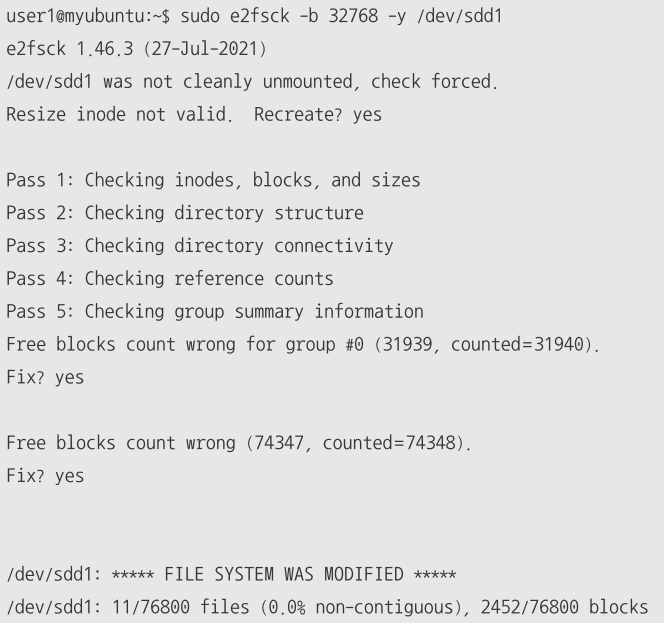 user1@myubuntu:~$ sudo e2fsck -b 32768 -y /dev/sdd1
e2fsck 1.46.3 (27-Jul-2021)
/dev/sdd1 was not cleanly unmounted, check forced.
Resize inode not valid.  Recreate? yes
Pass 1: Checking inodes, blocks, and sizes
Pass 2: Checking directory structure
Pass 3: Checking directory connectivity
Pass 4: Checking reference counts
Pass 5: Checking group summary information
Free blocks count wrong for group #0 (31939, counted=31940).
Fix? yes
Free blocks count wrong (74347, counted=74348).
Fix? yes
/dev/sdd1: ***** FILE SYSTEM WAS MODIFIED *****
/dev/sdd1: 11/76800 files (0.0% non-contiguous), 2452/76800 blocks